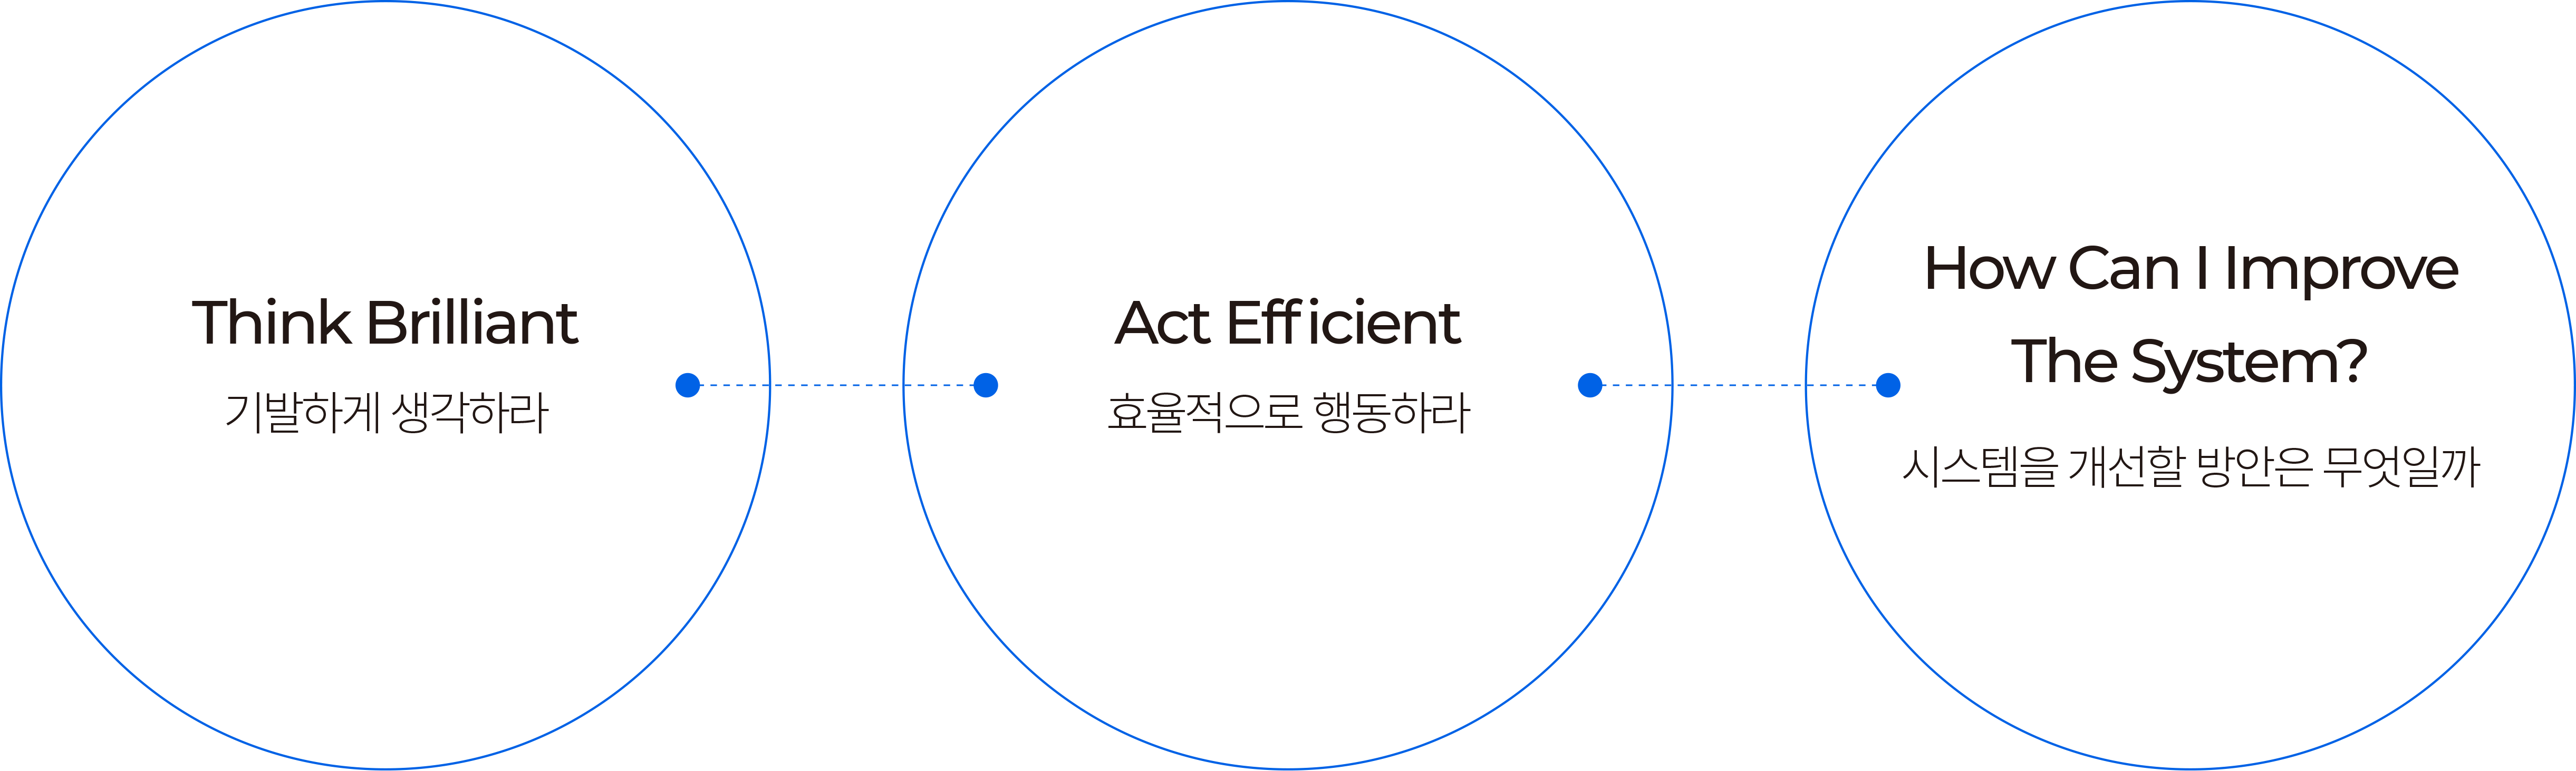 Think Brilliant
기발하게 생각하라
Act Efficient
효율적으로 행동하라
How Can I Improve
The System?
시스템을 개선할 방안은 무엇일까